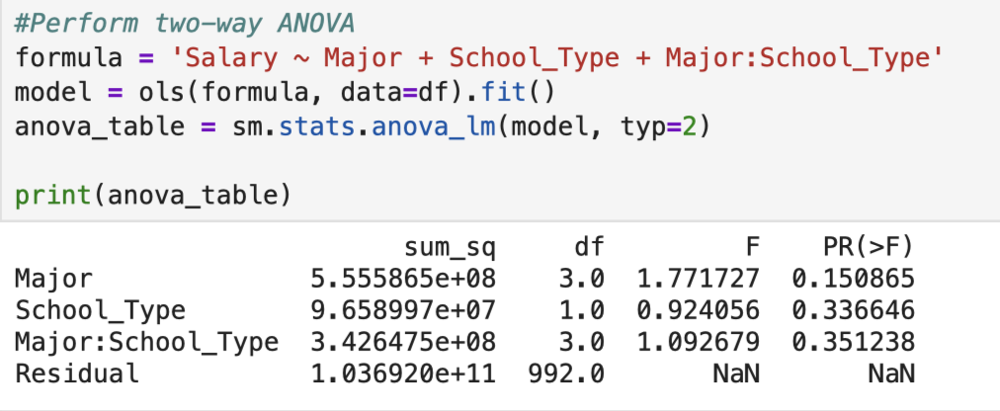 #Perform two-way ANOVA
formula = 'Salary ~ Major + School_Type + Major:School_Type'
model = ols(formula, data=df).fit()
anova_table = sm.stats.anova_lm(model, typ=2)
print(anova_table)
sum_sq df F PR(>F)
Major 5.555865e+08 3.0 1.771727 0.150865
School_Type 9.658997e+07 1.0 0.924056 0.336646
Major:School_Type 3.426475e+08 3.0 1.092679 0.351238
Residual 1.036920e+11 992.0 NaN NaN